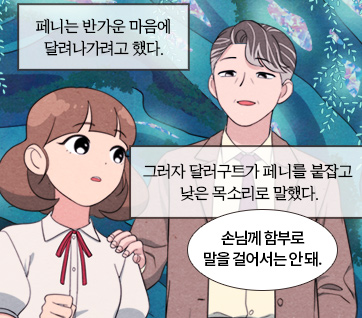 페니는 반가운 마음에
달려나가려고 했다.
그러자 달러구트가 페니를 붙잡고
낮은 목소리로 말했다.
손님께 함부로
말을 걸어서는 안 돼.